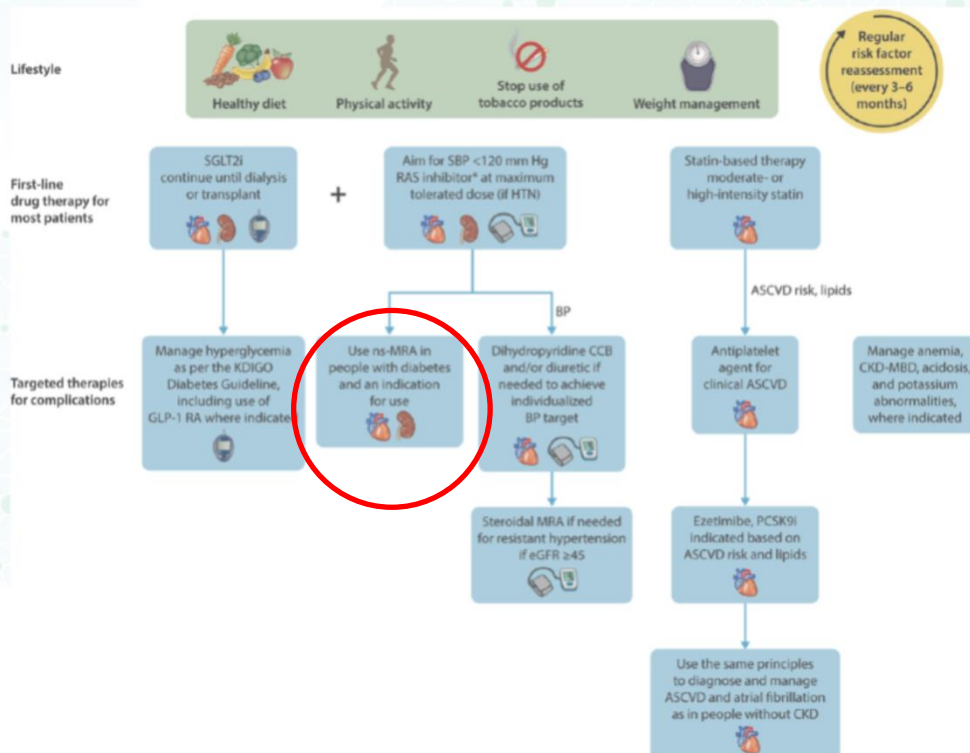 Lifestyle
Healthy diet
Physical activity
Stop use of
tobacco products
Weight management
Regular
risk factor
reassessment
(every 3–6
months)
First-line
drug therapy for
most patients
SGLT2i
continue until dialysis
or transplant
+
Aim for SBP <120 mm Hg
RAS inhibitor* at maximum
tolerated dose (if HTN)
Statin-based therapy
moderate- or
high-intensity statin
BP
ASCVD risk, lipids
Targeted therapies
for complications
Manage hyperglycemia
as per the KDIGO
Diabetes Guideline,
including use of
GLP-1 RA where indicated
Use ns-MRA in
people with diabetes
and an indication
for use
Dihydropyridine CCB
and/or diuretic if
needed to achieve
individualized
BP target
Antiplatelet
agent for
clinical ASCVD
Manage anemia,
CKD-MBD, acidosis,
and potassium
abnormalities,
where indicated
Steroidal MRA if needed
for resistant hypertension
if eGFR ≥45
Ezetimibe, PCSK9i
indicated based on
ASCVD risk and lipids
Use the same principles
to diagnose and manage
ASCVD and atrial fibrillation
as in people without CKD